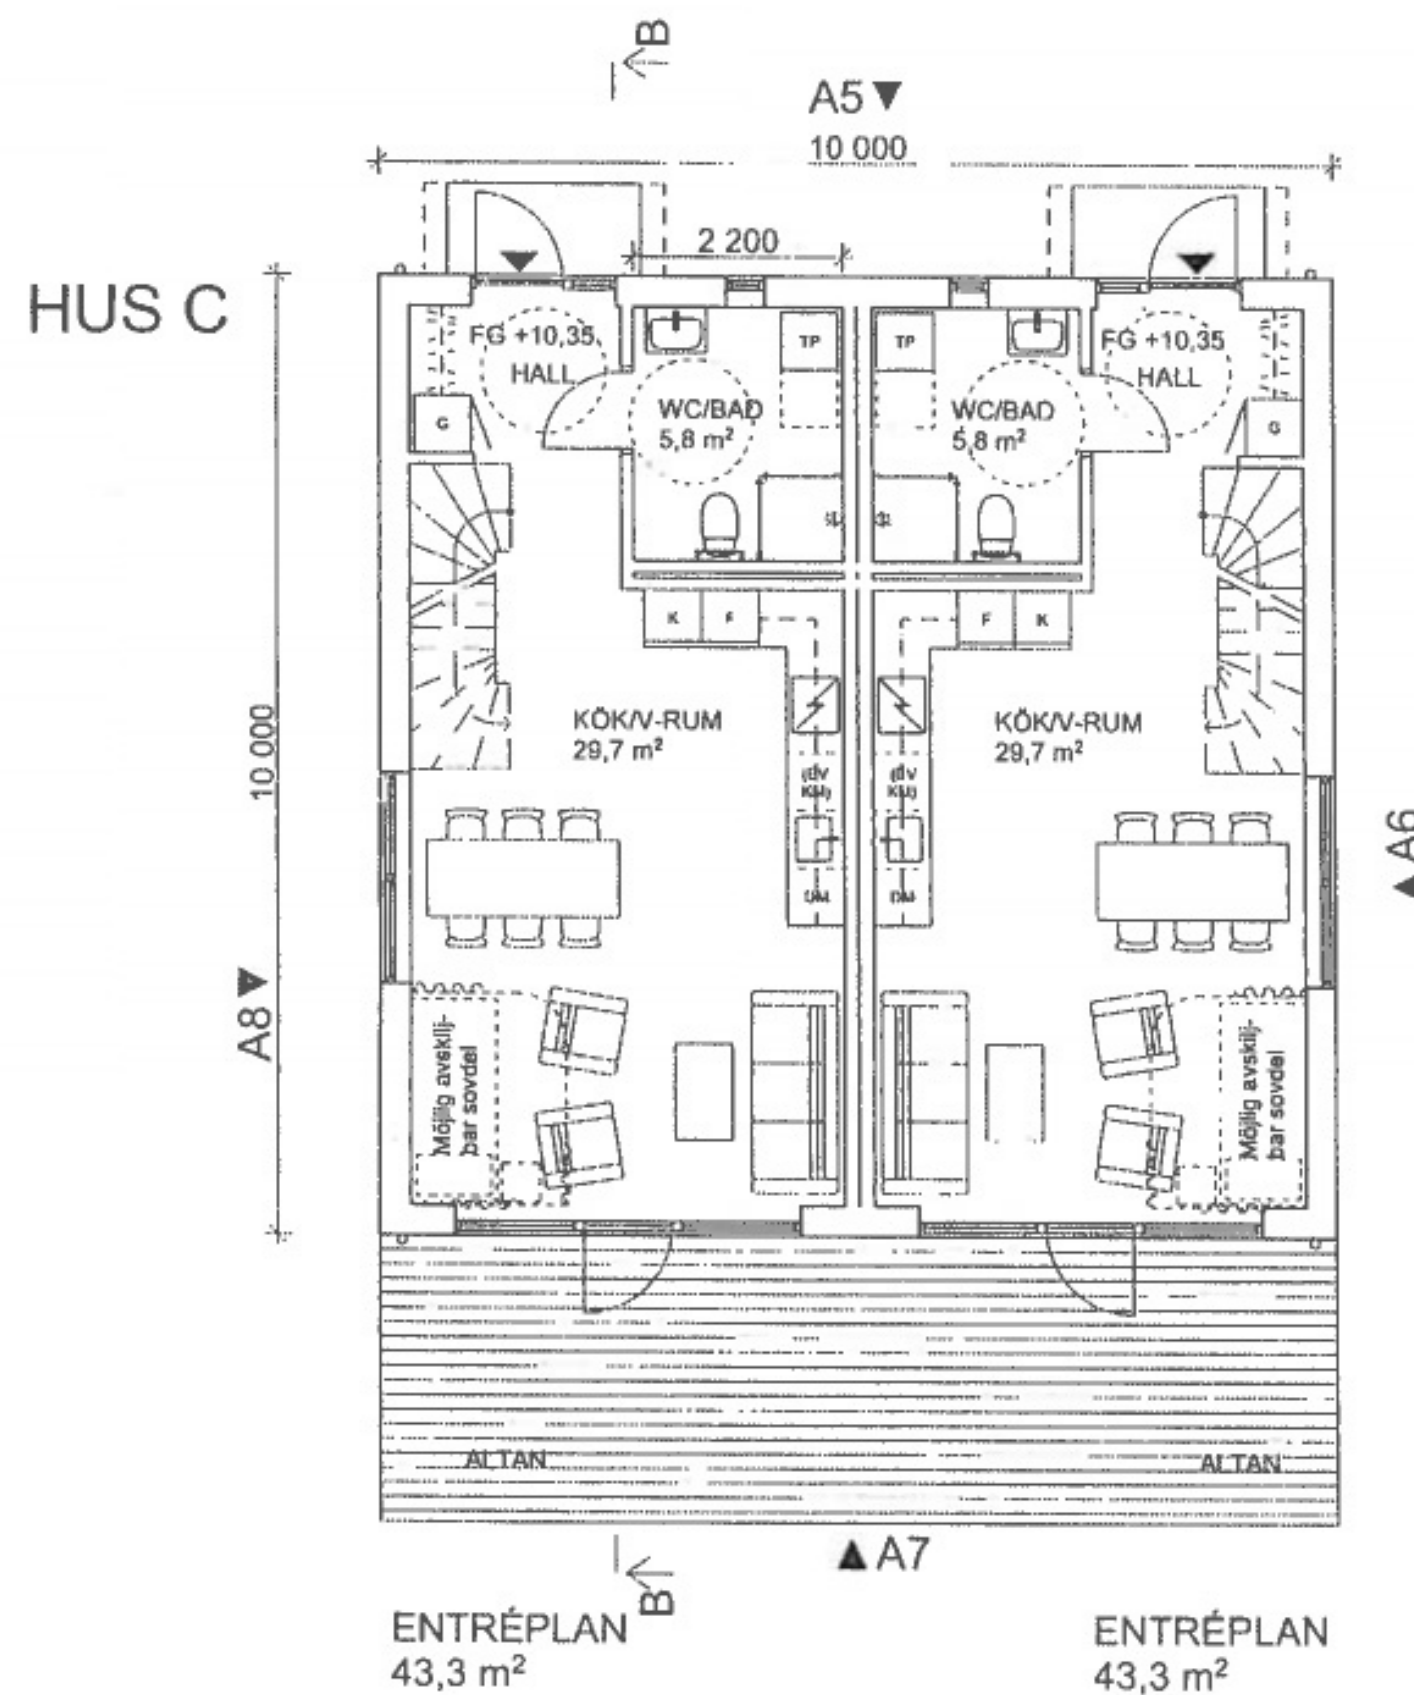 B
A5
10 000
2 200
HUS C
FG +10,35
HALL
TP
TP
FG +10,35
HALL
G
WC/BAD
5,8 m²
WC/BAD
5,8 m²
G
K
F
F
K
10 000
KÖK/V-RUM
29,7 m²
KÖK/V-RUM
29,7 m²
A6
DM
DM
A8
Möjlig avskilj-
bar sovdel
Möjlig avskilj-
bar sovdel
ALTAN
ALTAN
A7
B
ENTRÉPLAN
43,3 m²
ENTRÉPLAN
43,3 m²